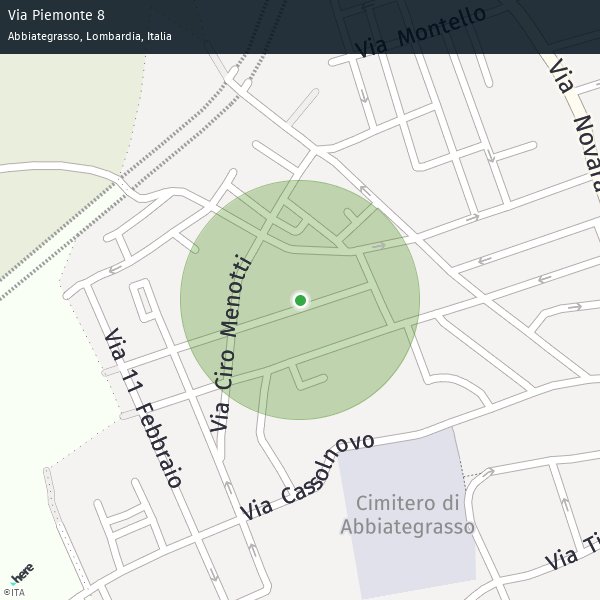 Via Piemonte 8
Abbiategrasso, Lombardia, Italia
Via Montello
Via Novara
Via Ciro Menotti
Via 11 Febbraio
Via Cassolnovo
Cimitero di
Abbiategrasso
Via Ti
here
©ITA